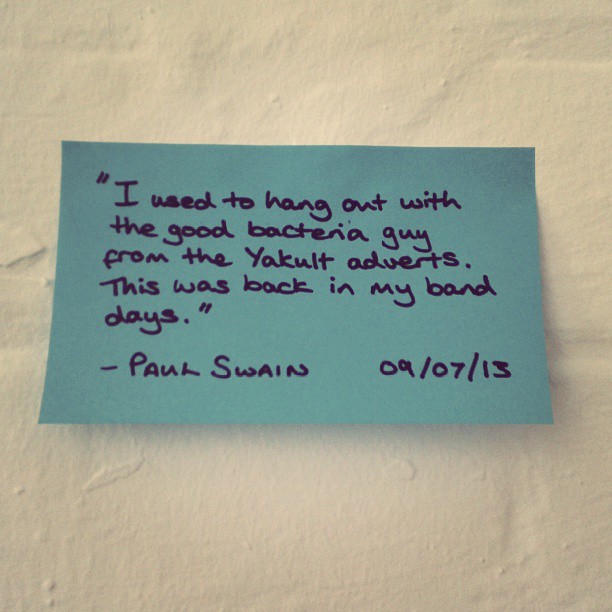 "I used to hang out with
the good bacteria guy
from the Yakult adverts.
This was back in my band
days."
- PAUL SWAIN 09/07/13